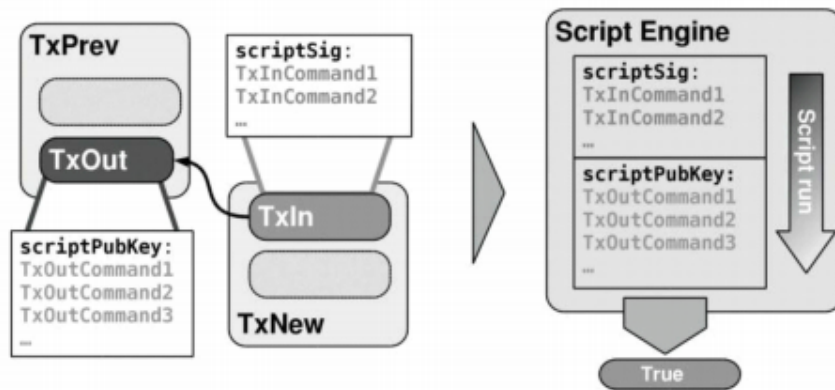 TxPrev
TxOut
scriptPubKey:
TxOutCommand1
TxOutCommand2
TxOutCommand3
…
scriptSig:
TxInCommand1
TxInCommand2
…
TxIn
TxNew
Script Engine
scriptSig:
TxInCommand1
TxInCommand2
…
scriptPubKey:
TxOutCommand1
TxOutCommand2
TxOutCommand3
…
Script run
True